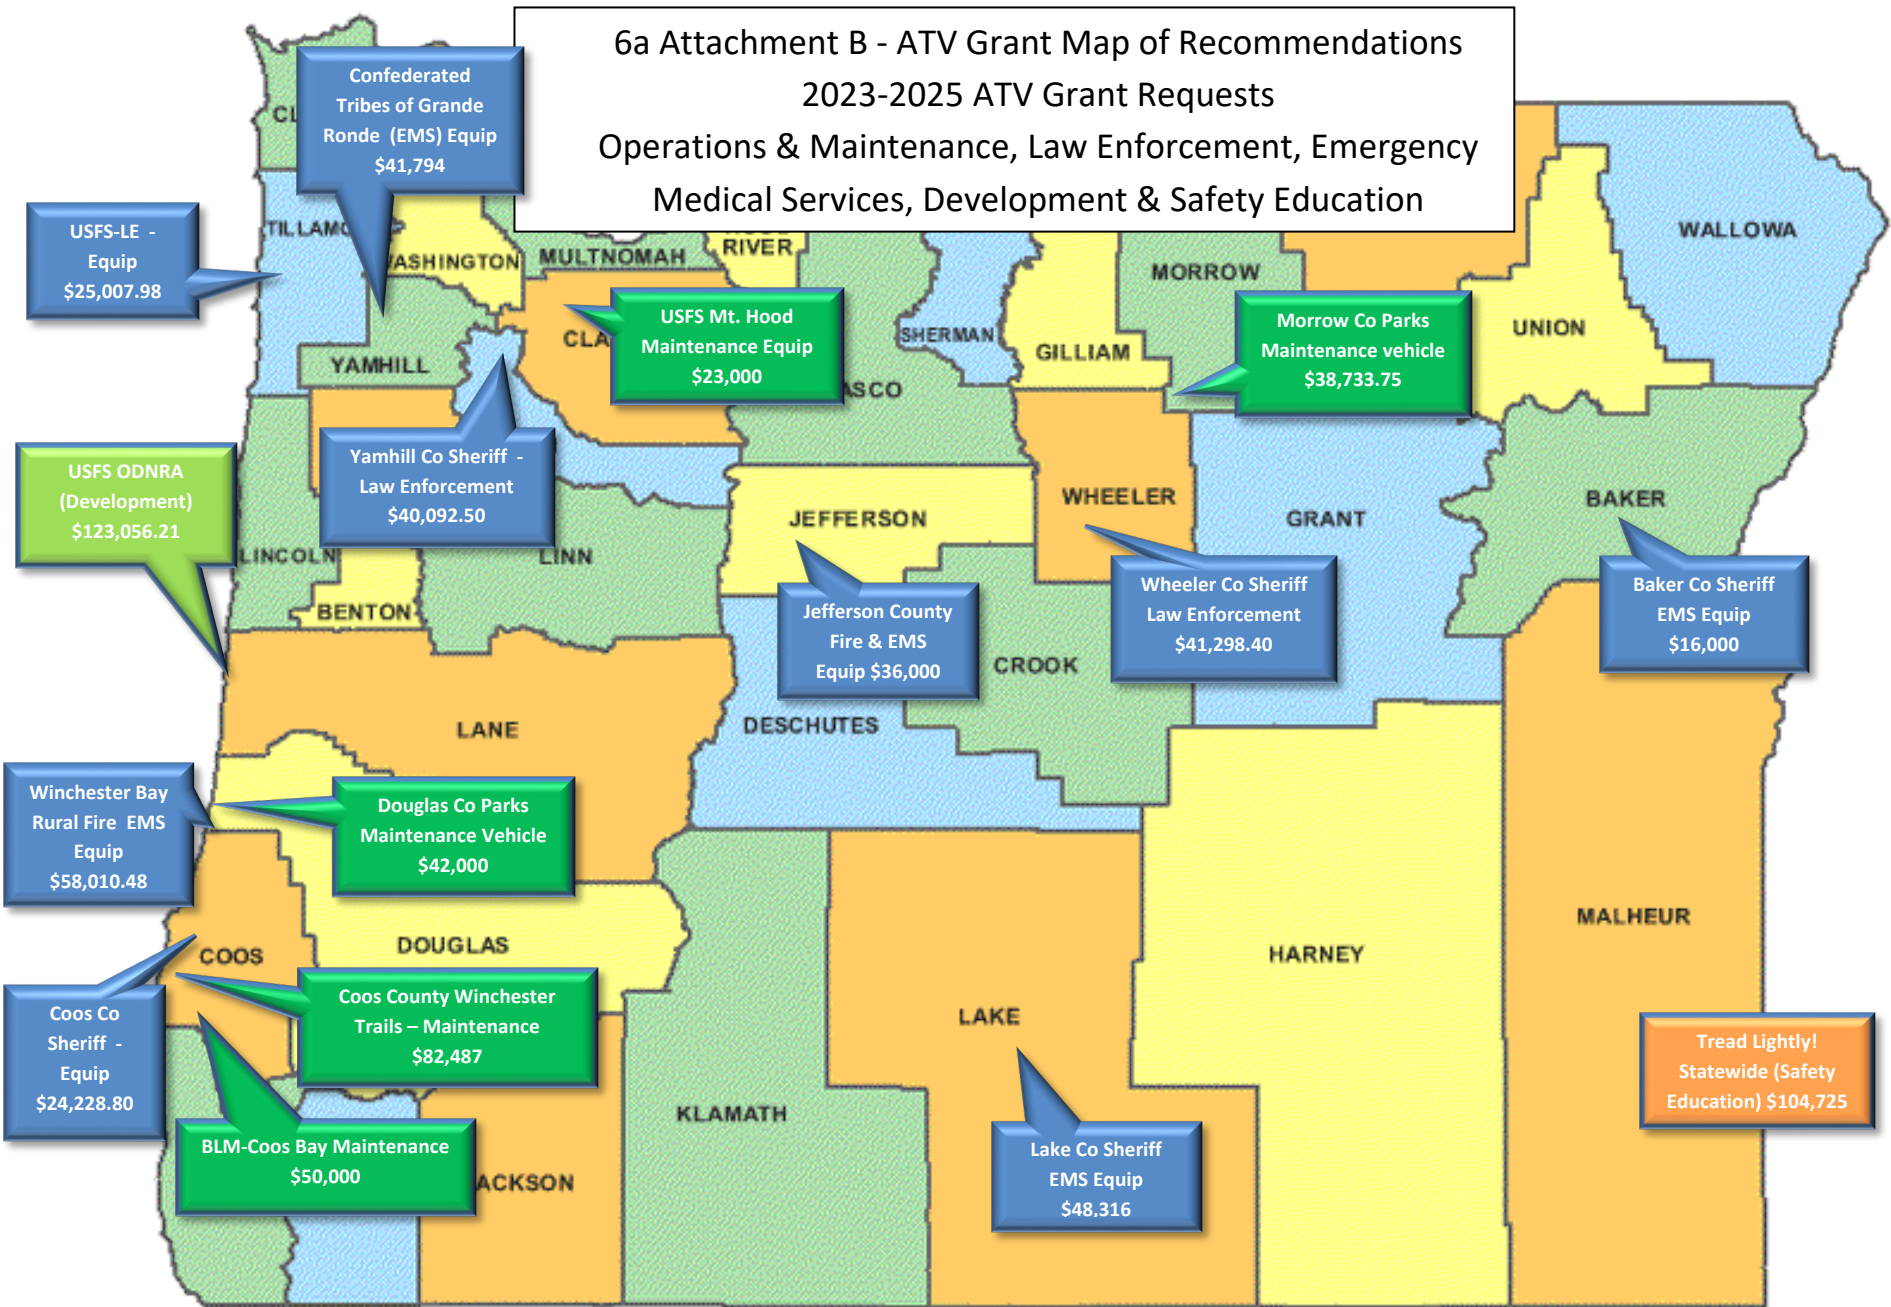 6a Attachment B - ATV Grant Map of Recommendations
2023-2025 ATV Grant Requests
Operations & Maintenance, Law Enforcement, Emergency
Medical Services, Development & Safety Education
Confederated
Tribes of Grande
Ronde (EMS) Equip
$41,794
CL
USFS-LE -
Equip
$25,007.98
TILLAMO
WASHINGTON
MULTNOMAH
RIVER
MORROW
WALLOWA
USFS Mt. Hood
Maintenance Equip
$23,000
CLA
SHERMAN
GILLIAM
Morrow Co Parks
Maintenance vehicle
$38,733.75
UNION
YAMHILL
ASCO
Yamhill Co Sheriff -
Law Enforcement
$40,092.50
USFS ODNRA
(Development)
$123,056.21
WHEELER
JEFFERSON
GRANT
BAKER
LINCOLN
LINN
BENTON
Jefferson County
Fire & EMS
Equip $36,000
Wheeler Co Sheriff
Law Enforcement
$41,298.40
Baker Co Sheriff
EMS Equip
$16,000
CROOK
LANE
DESCHUTES
Winchester Bay
Rural Fire EMS
Equip
$58,010.48
Douglas Co Parks
Maintenance Vehicle
$42,000
COOS
DOUGLAS
HARNEY
MALHEUR
Coos Co
Sheriff -
Equip
$24,228.80
Coos County Winchester
Trails – Maintenance
$82,487
LAKE
Tread Lightly!
Statewide (Safety
Education) $104,725
KLAMATH
BLM-Coos Bay Maintenance
$50,000
ACKSON
Lake Co Sheriff
EMS Equip
$48,316